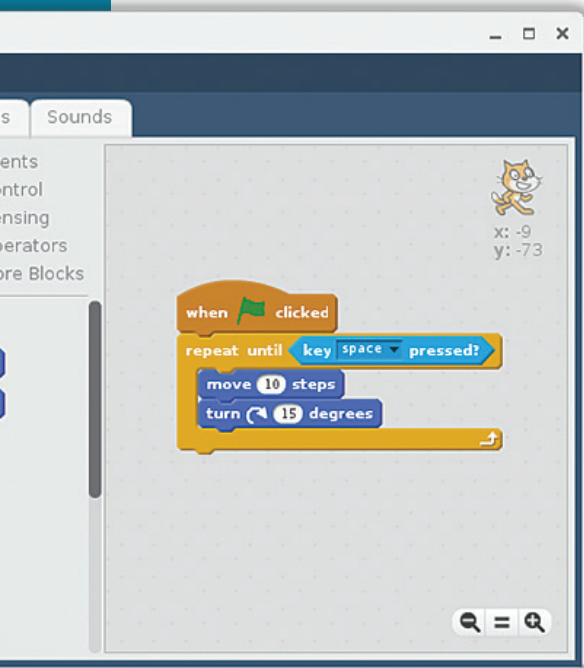 s Sounds
ents
ontrol
ensing
perators
ore Blocks
x: -9
y: -73
when clicked
repeat until key space pressed?
move 10 steps
turn 15 degrees